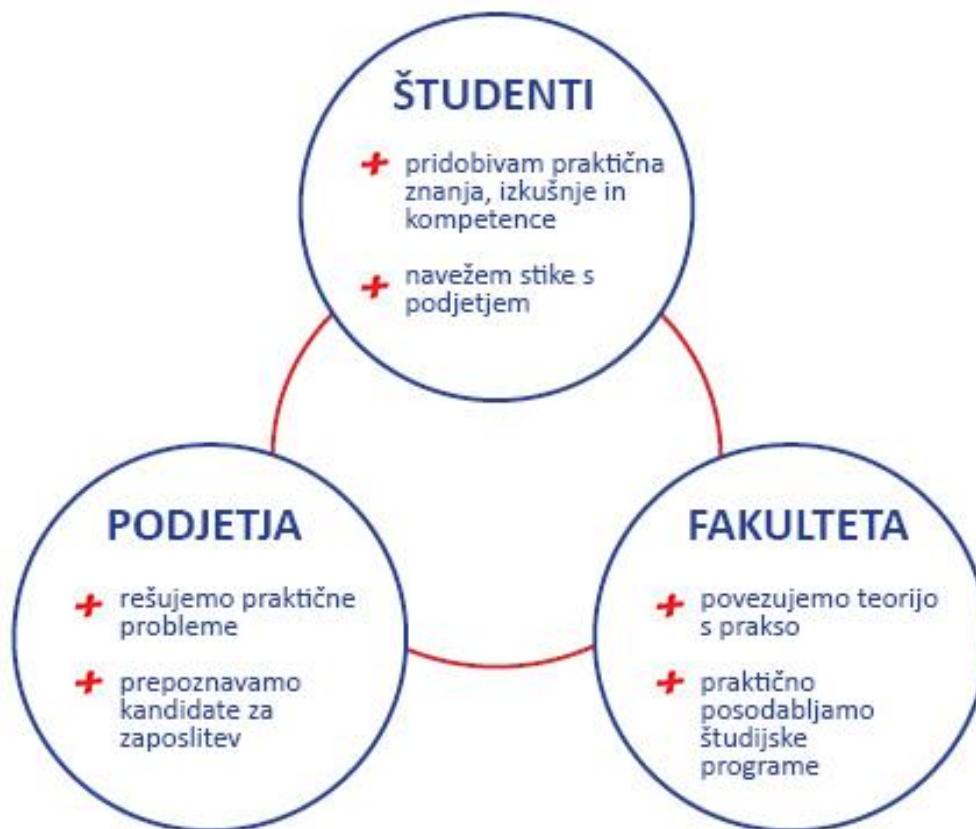 ŠTUDENTI
pridobivam praktična
znanja, izkušnje in
kompetence
navežem stike s
podjetjem
PODJETJA
rešujemo praktične
probleme
prepoznavamo
kandidate za
zaposlitev
FAKULTETA
povezujemo teorijo
s prakso
praktično
posodabljamo
študijske
programe